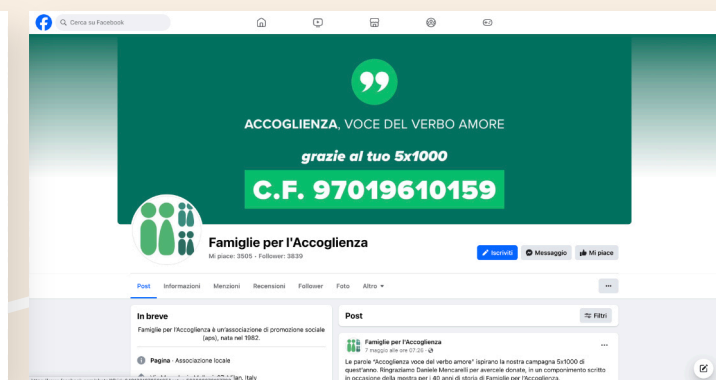 Cerca su Facebook
ACCOGLIENZA, VOCE DEL VERBO AMORE
grazie al tuo 5x1000
C.F. 97019610159
Famiglie per l'Accoglienza
Mi piace: 3505 • Follower: 3839
Iscriviti
Messaggio
Mi piace
Post
Informazioni
Menzioni
Recensioni
Follower
Foto
Altro
In breve
Famiglie per l'Accoglienza è un'associazione di promozione sociale
(aps), nata nel 1982.
Pagina · Associazione locale
Italy
Post
Filtri
Famiglie per l'Accoglienza
7 maggio alle ore 07:26
Le parole "Accoglienza voce del verbo amore" ispirano la nostra campagna 5x1000 di
quest'anno. Ringraziamo Daniele Mencarelli per avercele donate, in un componimento scritto
in occasione della mostra per i 40 anni di storia di Famiglie per l'Accoglienza.